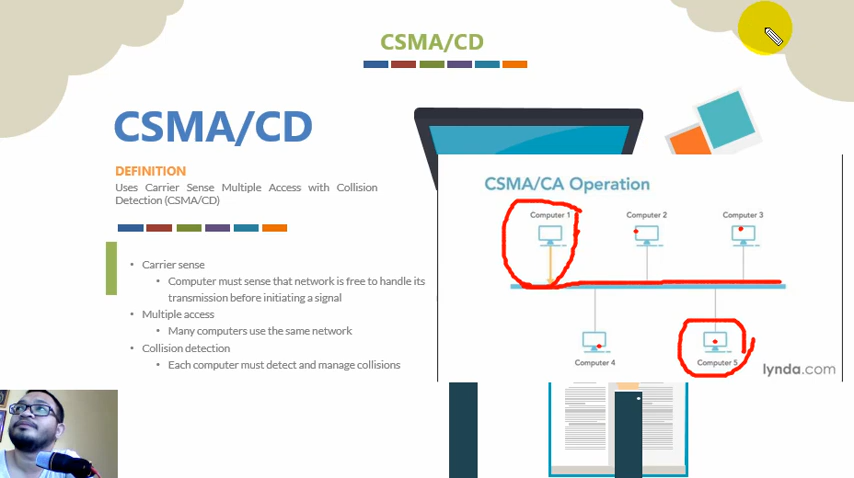 CSMA/CD
CSMA/CD
DEFINITION
Uses Carrier Sense Multiple Access with Collision
Detection (CSMA/CD)
• Carrier sense
• Computer must sense that network is free to handle its
transmission before initiating a signal
• Multiple access
• Many computers use the same network
• Collision detection
• Each computer must detect and manage collisions
CSMA/CA Operation
Computer 1
Computer 2
Computer 3
Computer 4
Computer 5
lynda.com